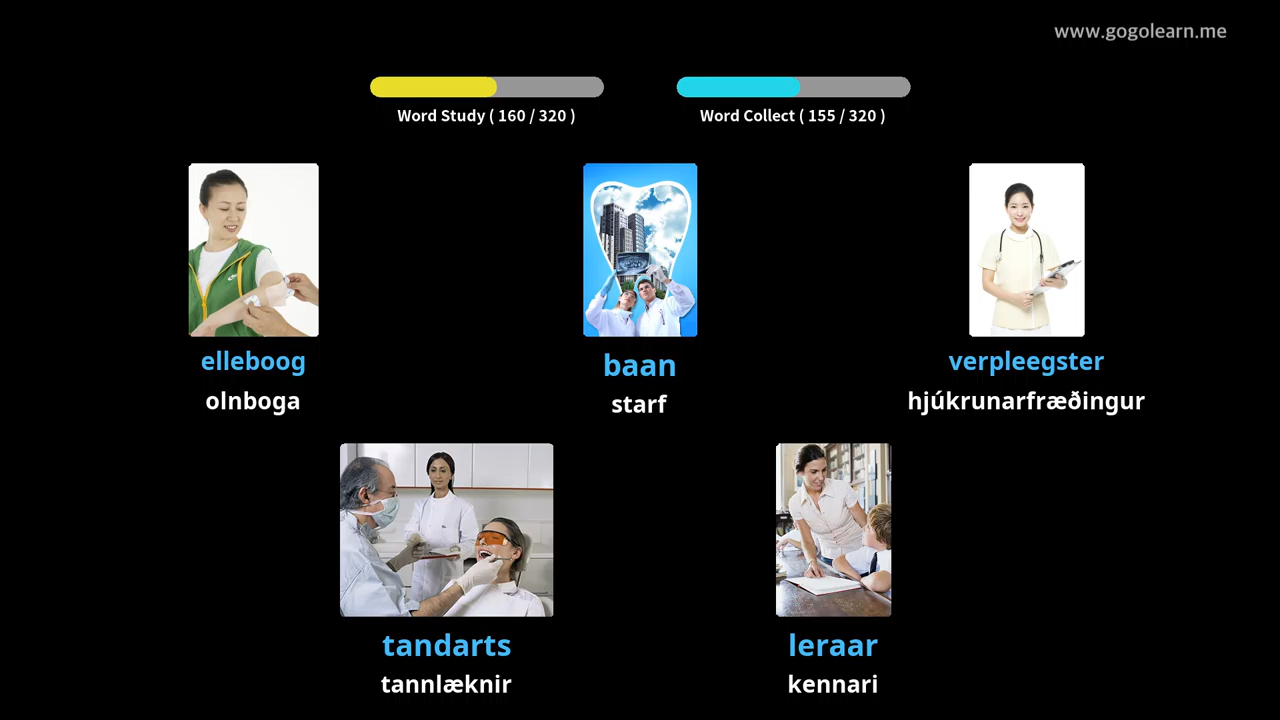 www.gogolearn.me
Word Study ( 160 / 320 )
Word Collect ( 155 / 320 )
elleboog
olnboga
baan
starf
verpleegster
hjúkrunarfræðingur
tandarts
tannlæknir
leraar
kennari